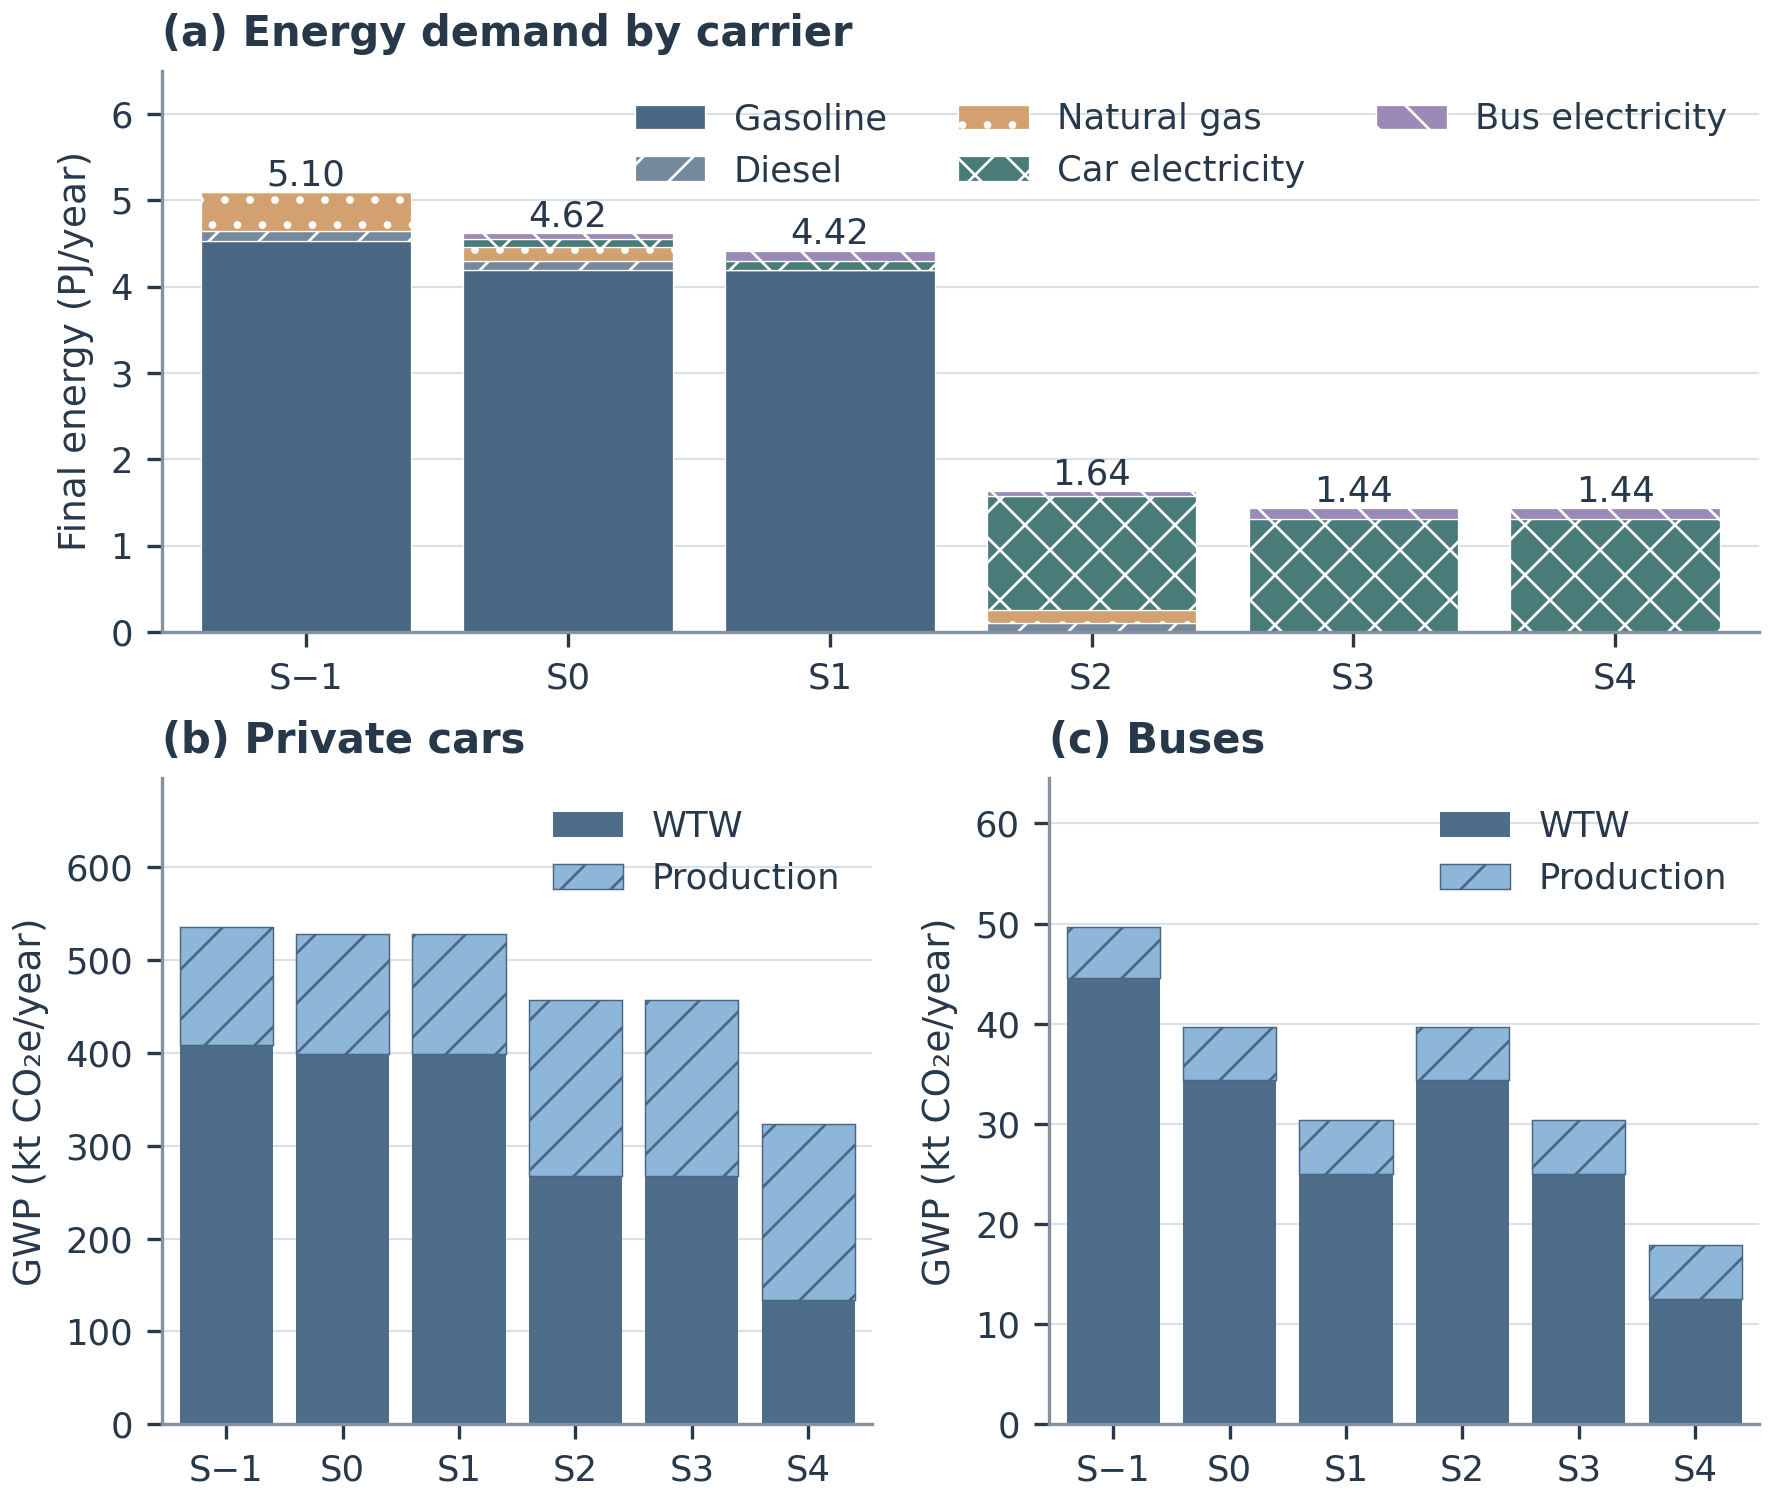 (a) Energy demand by carrier
Final energy (PJ/year)
6
5
4
3
2
1
0
Gasoline
Diesel
Natural gas
Car electricity
Bus electricity
5.10
4.62
4.42
1.64
1.44
1.44
S−1
S0
S1
S2
S3
S4
(b) Private cars
GWP (kt CO₂e/year)
600
500
400
300
200
100
0
WTW
Production
S−1
S0
S1
S2
S3
S4
(c) Buses
GWP (kt CO₂e/year)
60
50
40
30
20
10
0
WTW
Production
S−1
S0
S1
S2
S3
S4